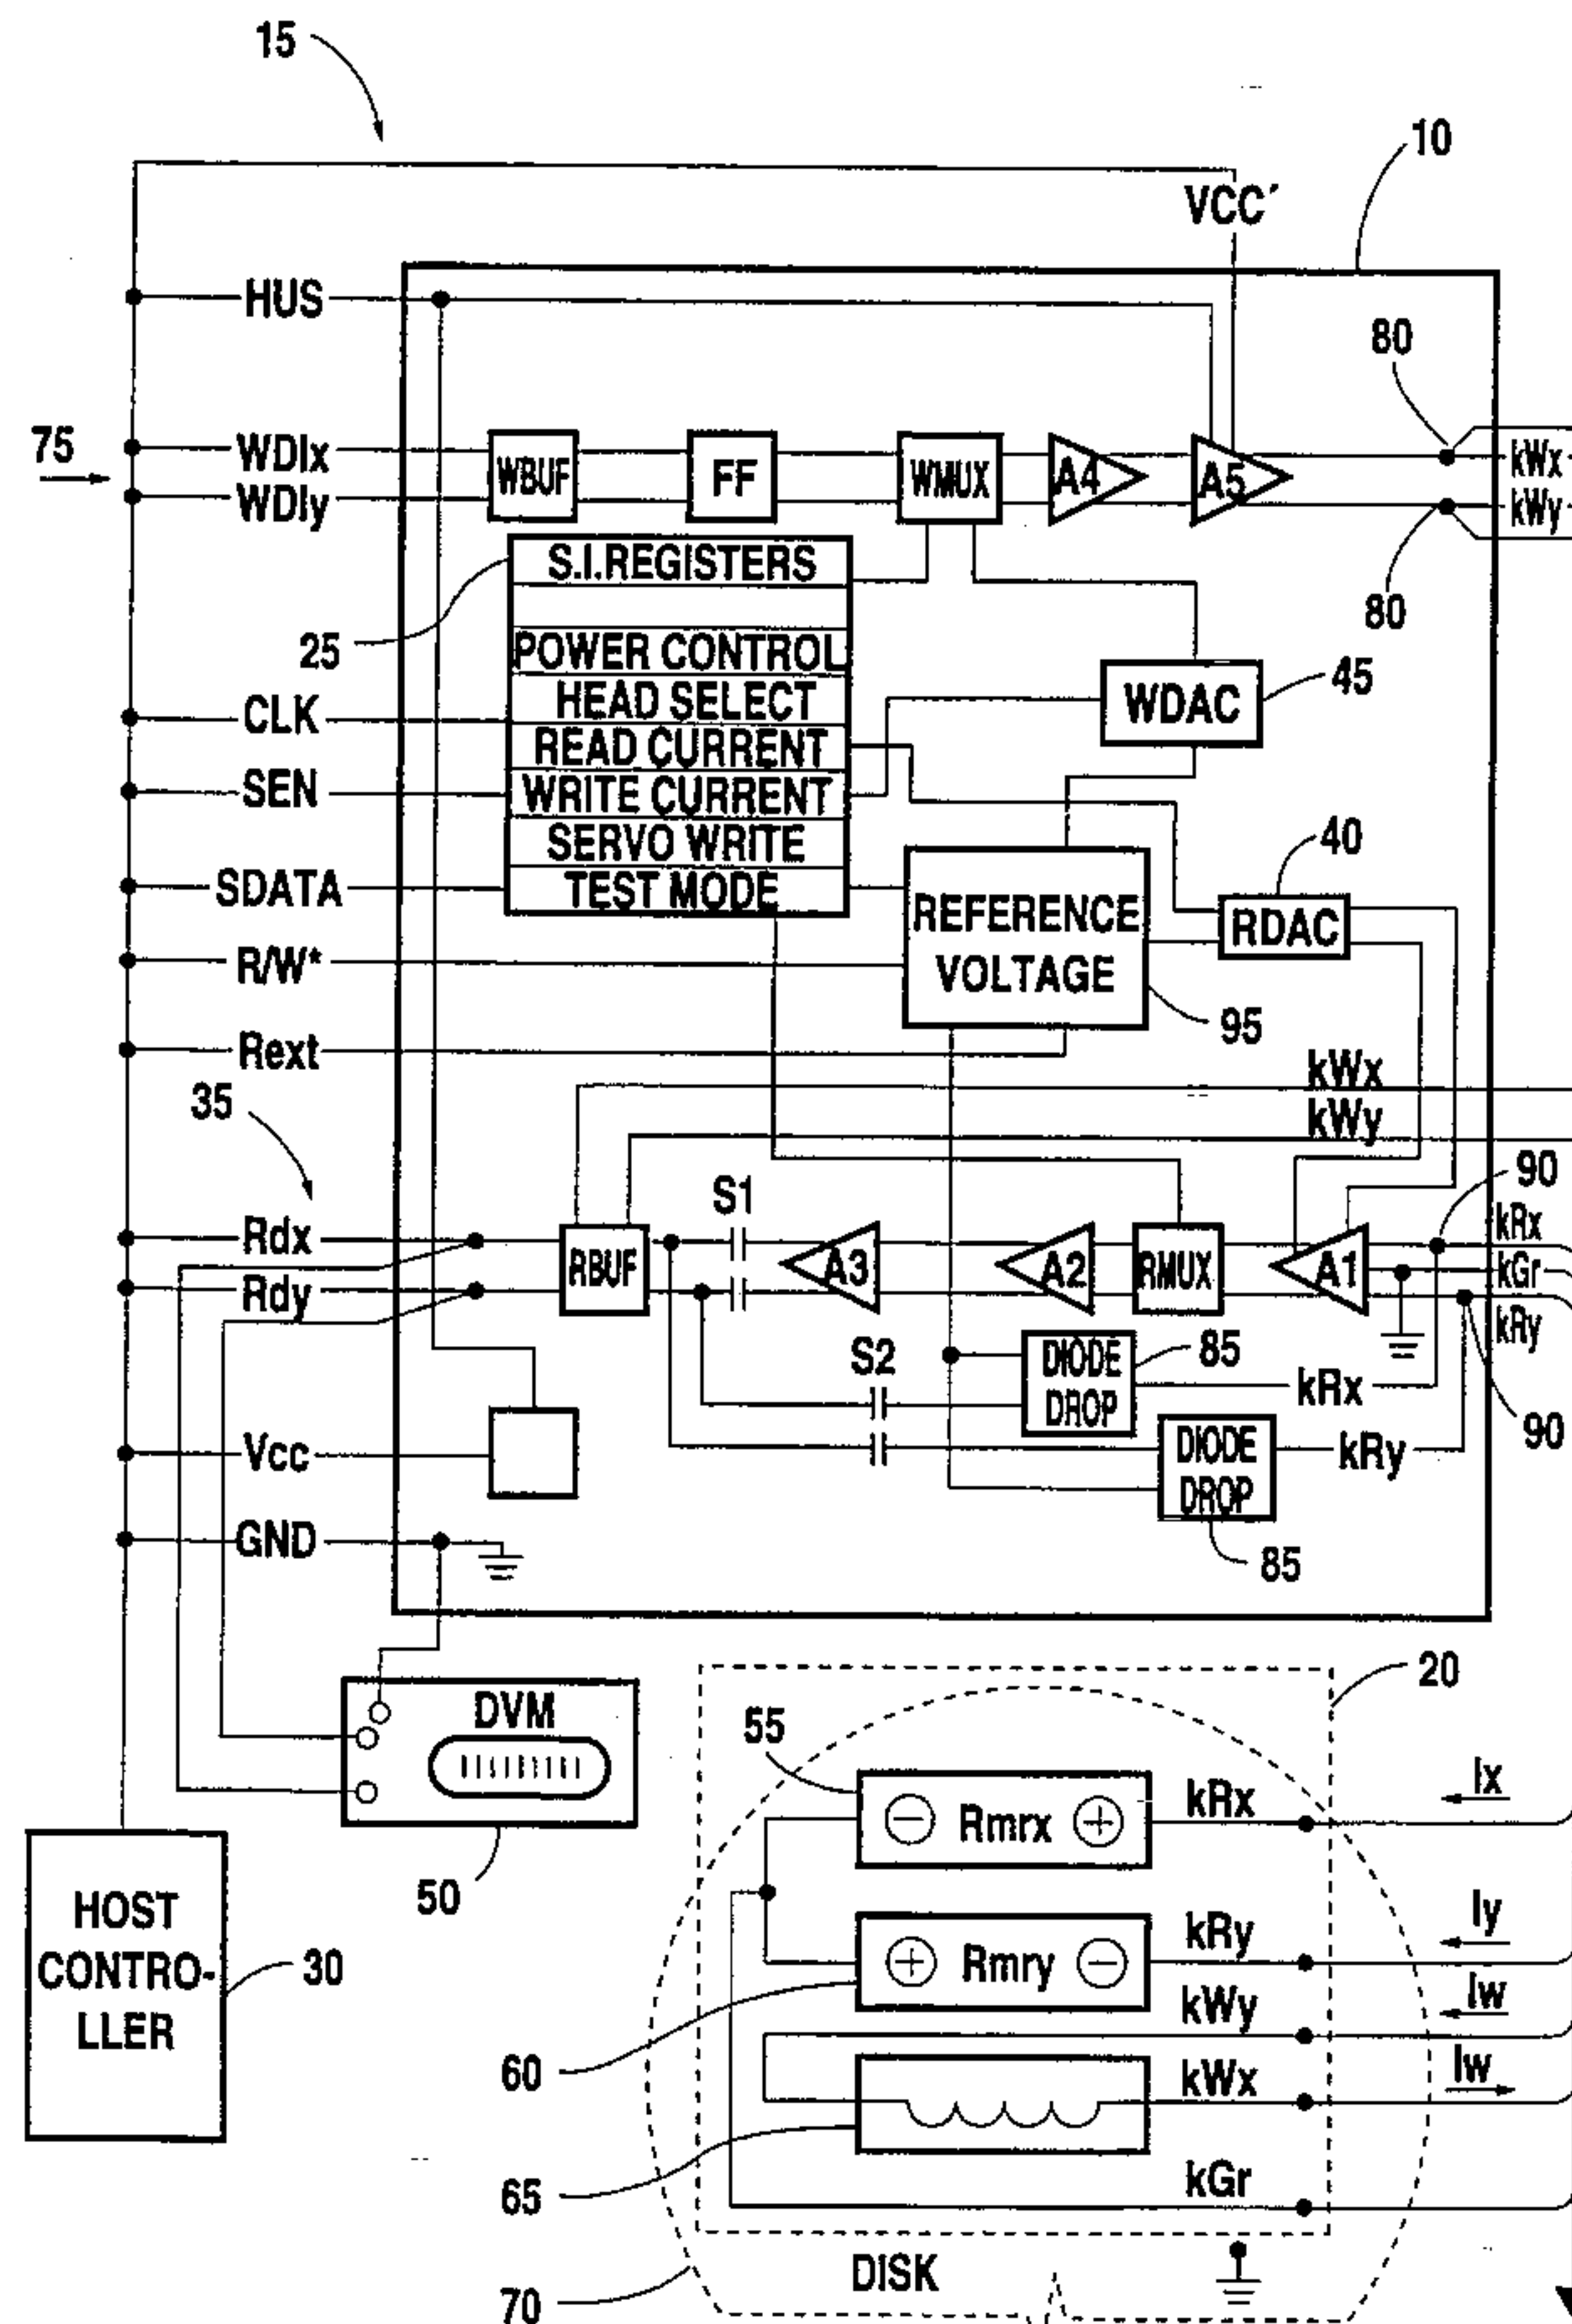 15
10
VCC´
HUS
80
75
WDIx
WDIy
WBUF
FF
WMUX
A4
A5
kWx
kWy
80
S.I.REGISTERS
25
POWER CONTROL
HEAD SELECT
READ CURRENT
WRITE CURRENT
SERVO WRITE
TEST MODE
WDAC
45
CLK
SEN
SDATA
40
RDAC
REFERENCE
VOLTAGE
95
R/W*
Rext
35
kWx
kWy
90
S1
Rdx
Rdy
RBUF
A3
A2
RMUX
A1
kRx
kGr
kRy
S2
DIODE
DROP
85
kRx
90
DIODE
DROP
kRy
85
Vcc
GND
DVM
50
20
55
Rmrx
kRx
Ix
HOST
CONTRO-
LLER
30
Rmry
kRy
Iy
kWy
Iw
60
kWx
Iw
65
kGr
70
DISK